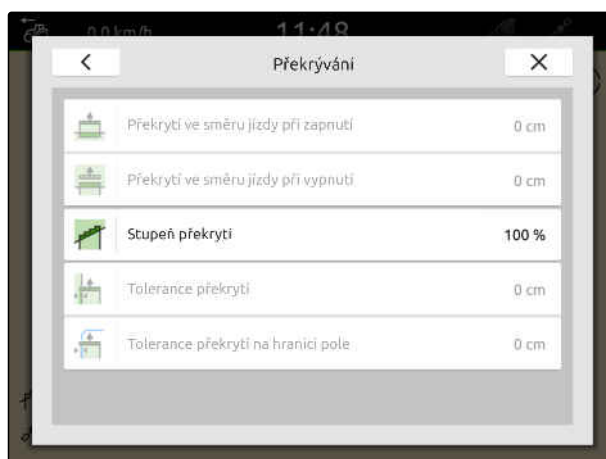 0.0 km/h 11:48
Překrývání
Překrytí ve směru jízdy při zapnutí 0 cm
Překrytí ve směru jízdy při vypnutí 0 cm
Stupeň překrytí 100 %
Tolerance překrytí 0 cm
Tolerance překrytí na hranici pole 0 cm